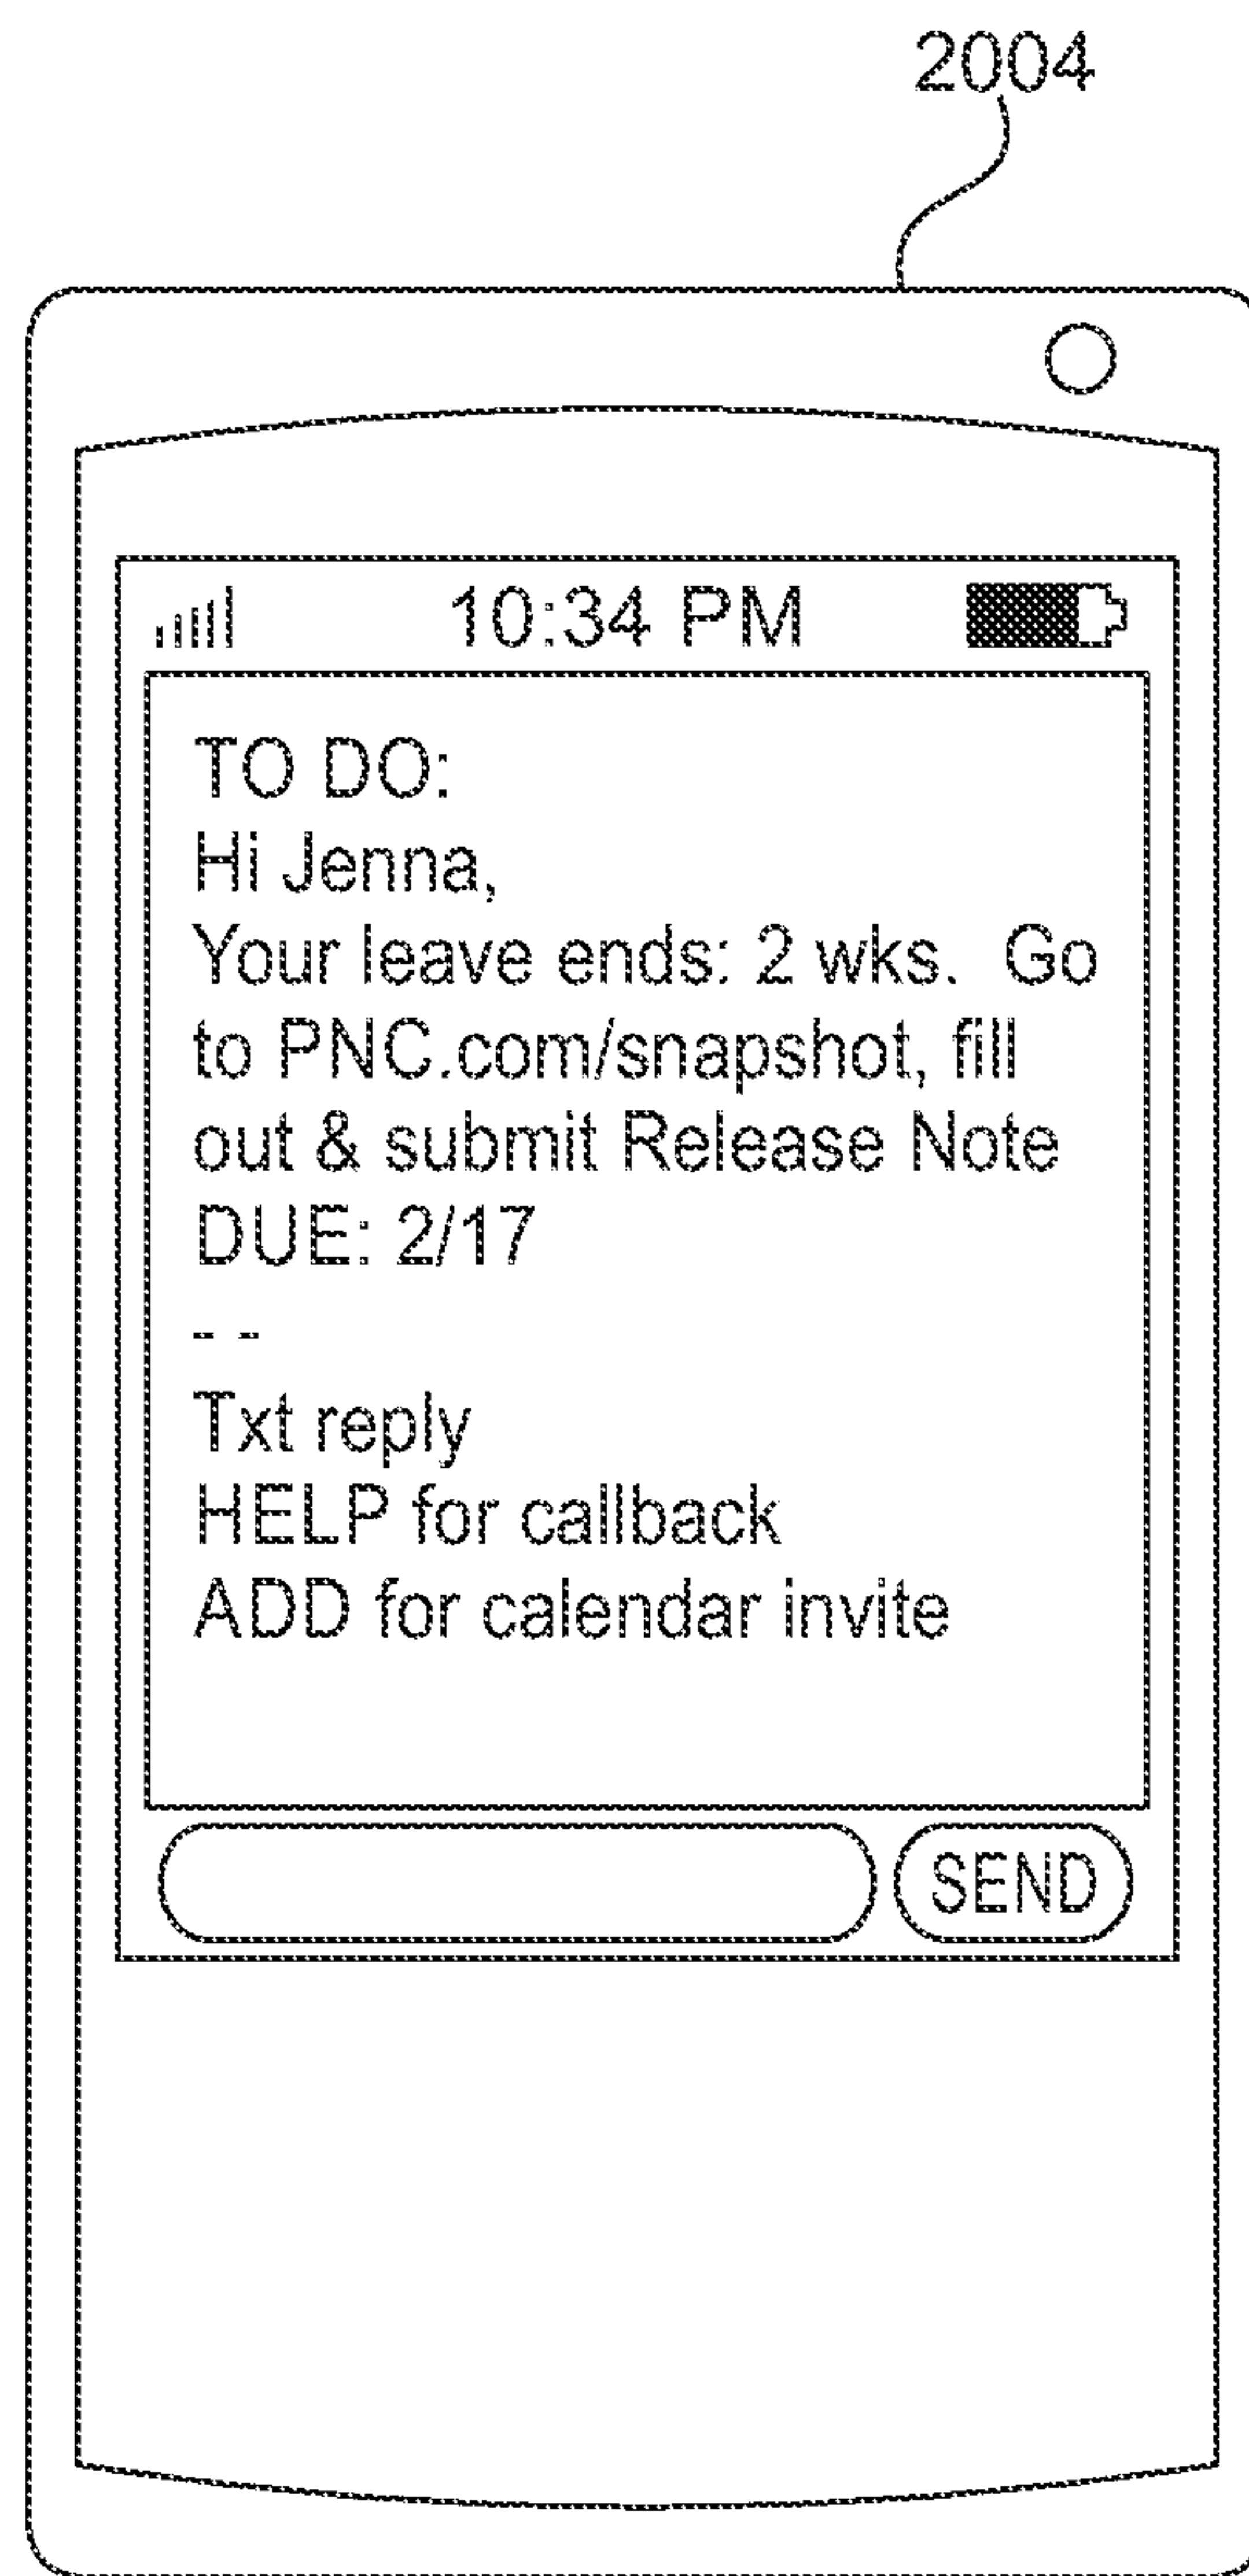 2004
10:34 PM
TO DO:
Hi Jenna,
Your leave ends: 2 wks.  Go
to PNC.com/snapshot, fill
out & submit Release Note
DUE: 2/17
- -
Txt reply
HELP for callback
ADD for calendar invite
SEND